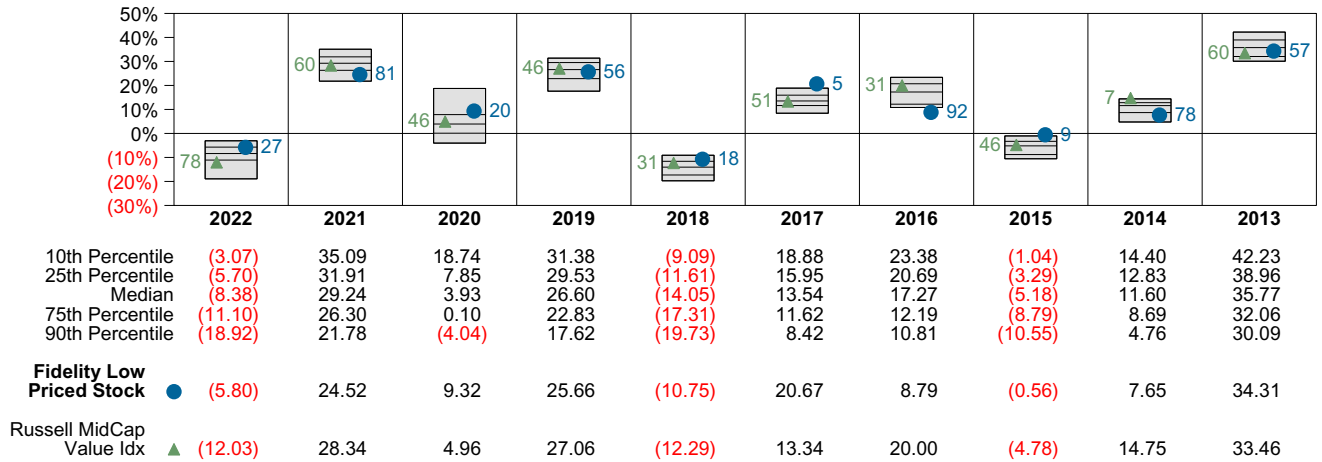 50%
40%
30%
20%
10%
0%
(10%)
(20%)
(30%)
78 27
60 81
46 20
46 56
31 18
51 5
31 92
46 9
7 78
60 57
2022 2021 2020 2019 2018 2017 2016 2015 2014 2013
10th Percentile (3.07) 35.09 18.74 31.38 (9.09) 18.88 23.38 (1.04) 14.40 42.23
25th Percentile (5.70) 31.91 7.85 29.53 (11.61) 15.95 20.69 (3.29) 12.83 38.96
Median (8.38) 29.24 3.93 26.60 (14.05) 13.54 17.27 (5.18) 11.60 35.77
75th Percentile (11.10) 26.30 0.10 22.83 (17.31) 11.62 12.19 (8.79) 8.69 32.06
90th Percentile (18.92) 21.78 (4.04) 17.62 (19.73) 8.42 10.81 (10.55) 4.76 30.09
Fidelity Low
Priced Stock (5.80) 24.52 9.32 25.66 (10.75) 20.67 8.79 (0.56) 7.65 34.31
Russell MidCap
Value Idx (12.03) 28.34 4.96 27.06 (12.29) 13.34 20.00 (4.78) 14.75 33.46